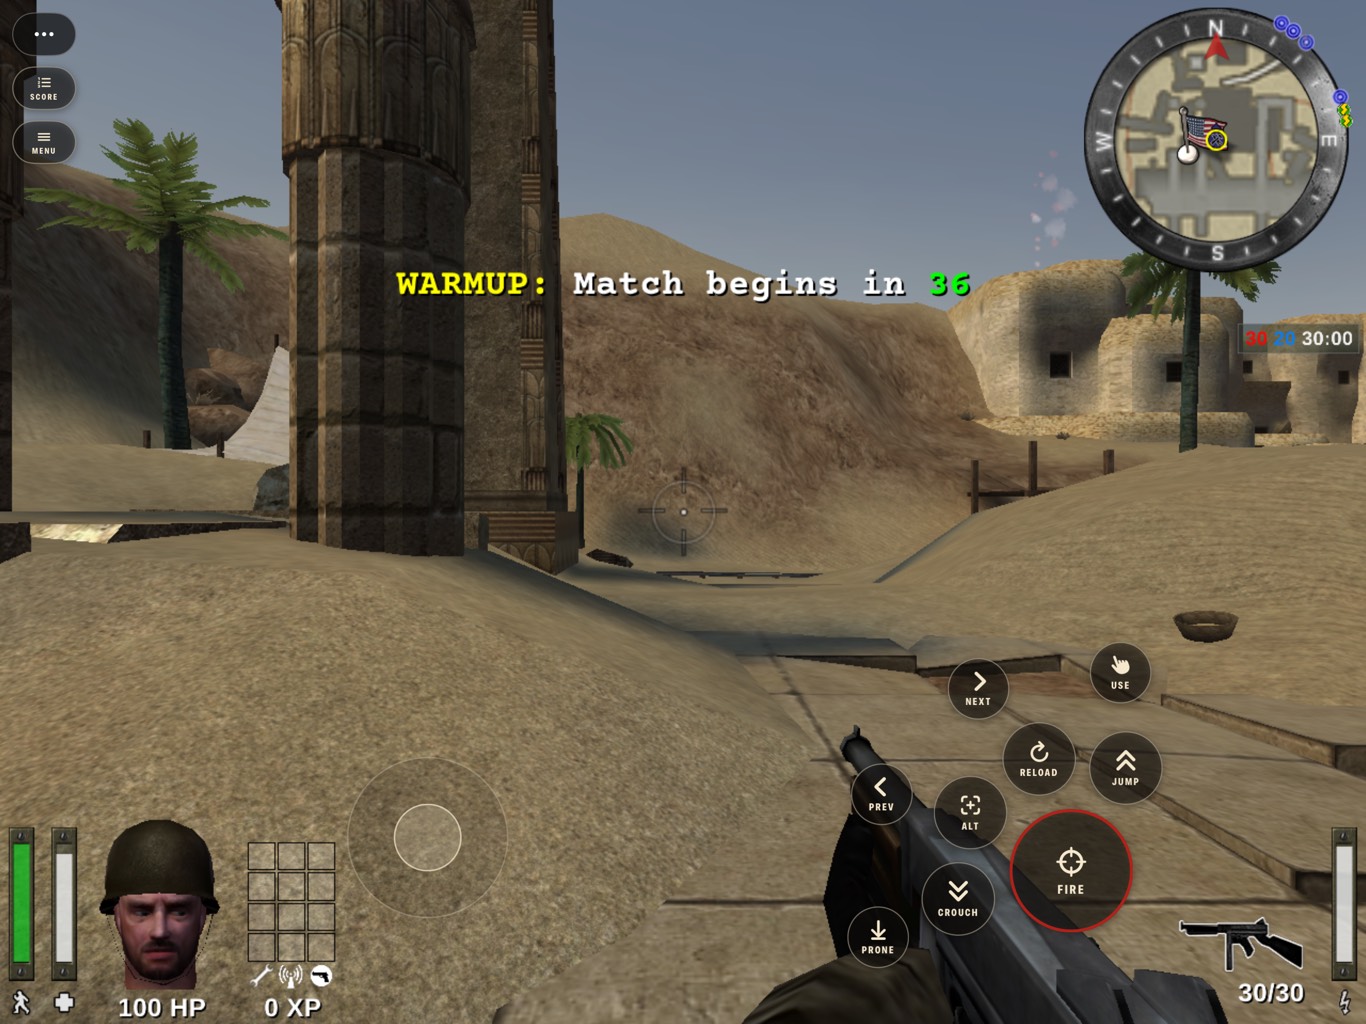 SCORE
MENU
N
W
E
S
WARMUP: Match begins in 36
30 20 30:00
NEXT
USE
RELOAD
JUMP
PREV
ALT
FIRE
CROUCH
PRONE
100 HP
0 XP
30/30